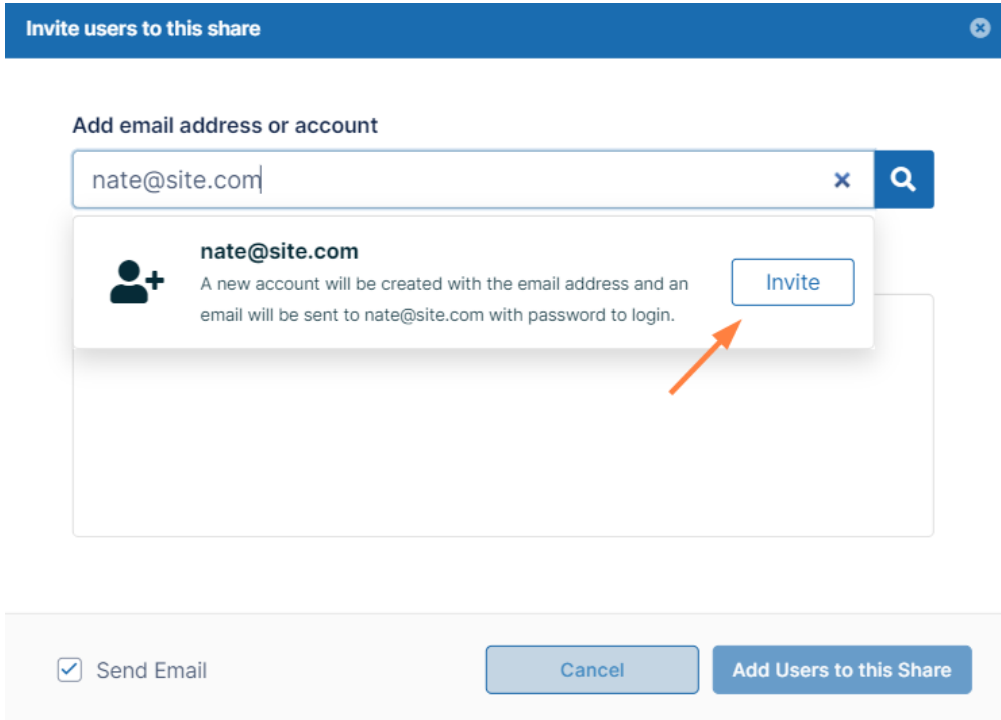 Invite users to this share
Add email address or account
nate@site.com
nate@site.com
A new account will be created with the email address and an
email will be sent to nate@site.com with password to login.
Invite
Send Email
Cancel
Add Users to this Share